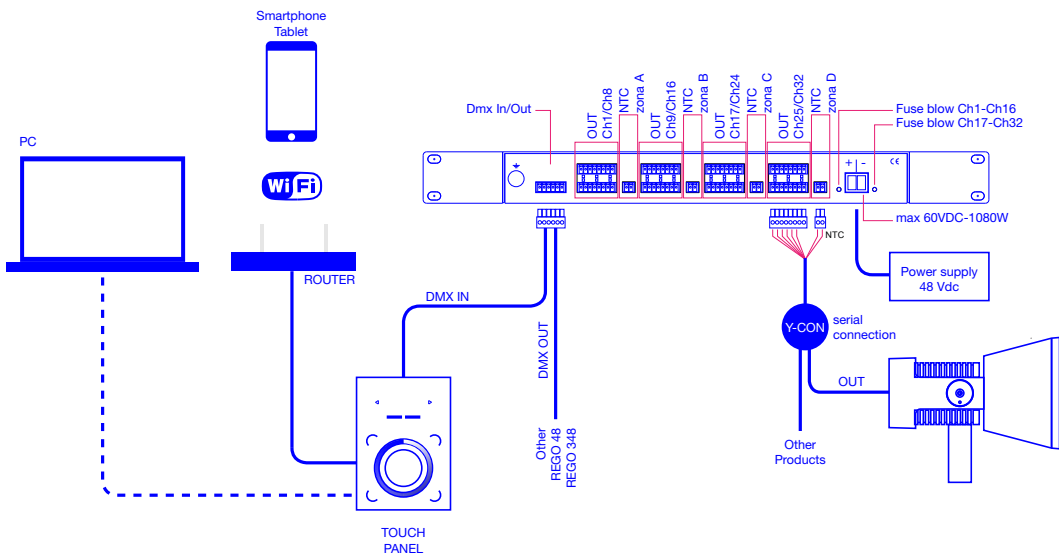 Smartphone
Tablet
PC
WiFi
ROUTER
Dmx In/Out
OUT
Ch1/Ch8
NTC
zona A
OUT
Ch9/Ch16
NTC
zona B
OUT
Ch17/Ch24
NTC
zona C
OUT
Ch25/Ch32
NTC
zona D
Fuse blow Ch1-Ch16
Fuse blow Ch17-Ch32
+ | -
CE
max 60VDC-1080W
NTC
Power supply
48 Vdc
DMX IN
DMX OUT
Other
REGO 48
REGO 348
Y-CON
serial
connection
OUT
Other
Products
TOUCH
PANEL